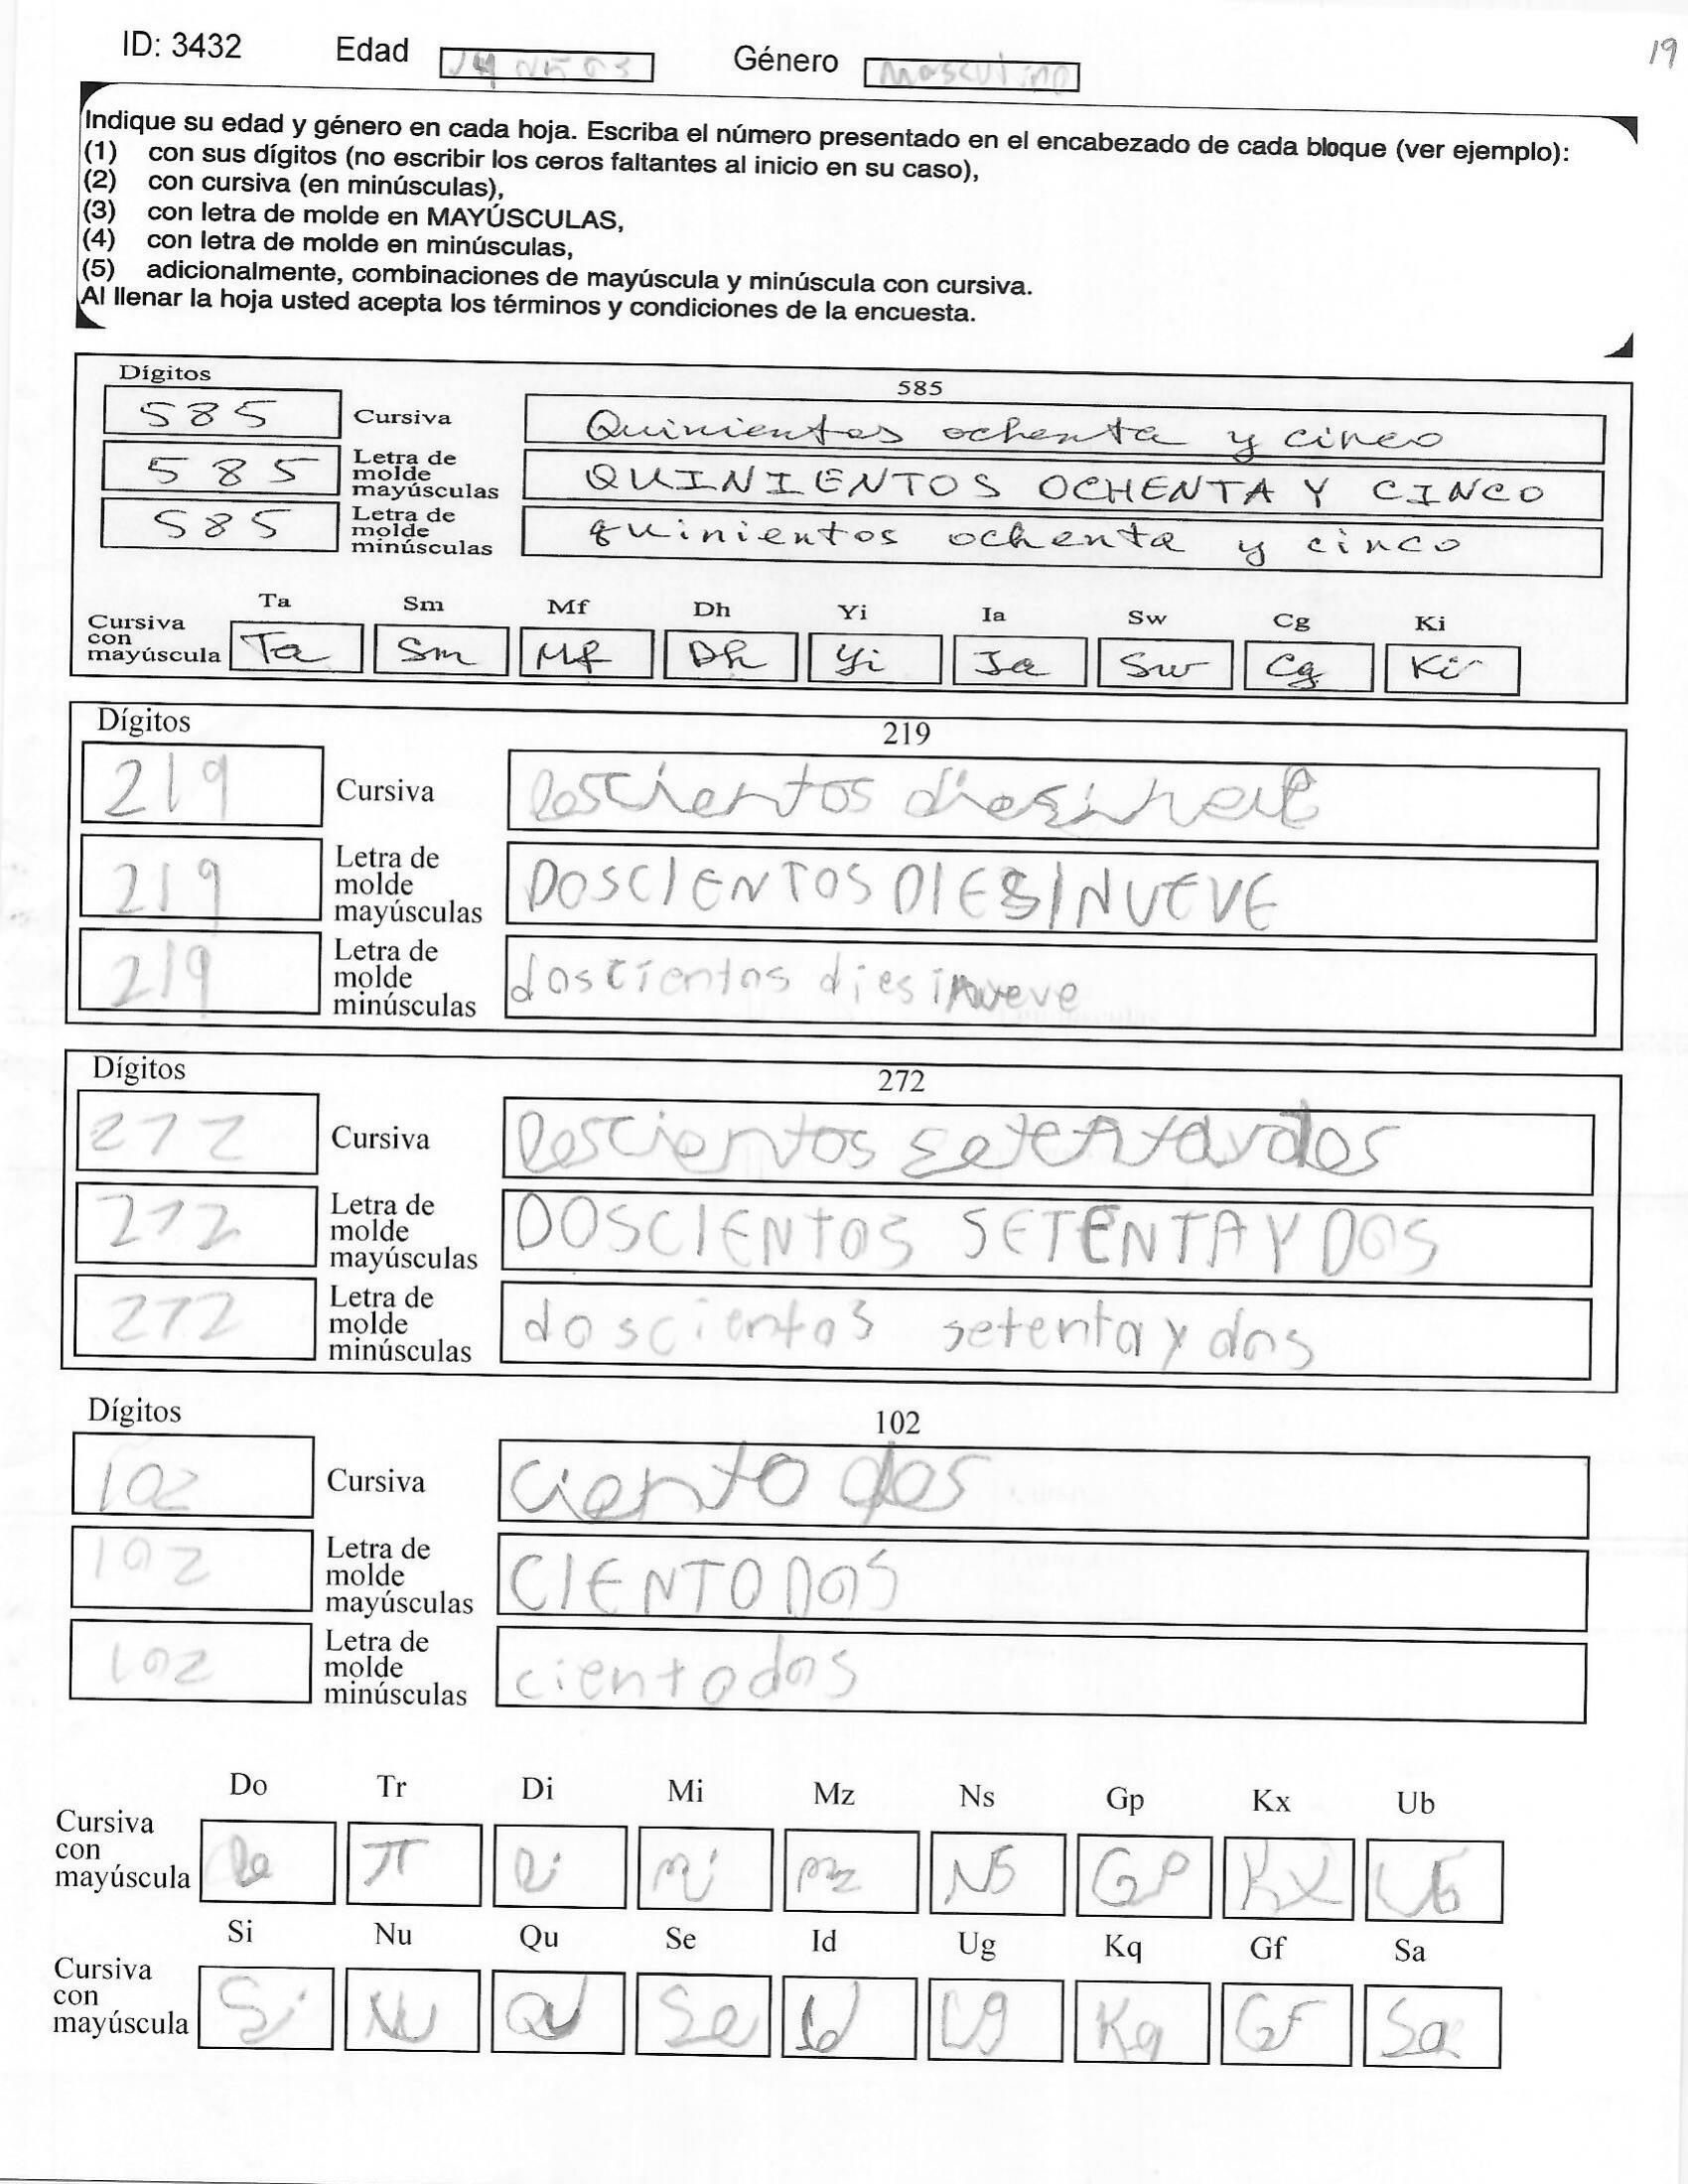 ID: 3432 Edad Género masculino 19
Indique su edad y género en cada hoja. Escriba el número presentado en el encabezado de cada bloque (ver ejemplo):
(1) con sus dígitos (no escribir los ceros faltantes al inicio en su caso),
(2) con cursiva (en minúsculas),
(3) con letra de molde en MAYÚSCULAS,
(4) con letra de molde en minúsculas,
(5) adicionalmente, combinaciones de mayúscula y minúscula con cursiva.
Al llenar la hoja usted acepta los términos y condiciones de la encuesta.
Dígitos 585
585 Cursiva Quinientos ochenta y cinco
585 Letra de molde mayúsculas QUINIENTOS OCHENTA Y CINCO
585 Letra de molde minúsculas quinientos ochenta y cinco
Ta Sm Mf Dh Yi Ia Sw Cg Ki
Cursiva con mayúscula Ta Sm Mf Dh Yi Ia Sw Cg Ki
Dígitos 219
219 Cursiva Doscientos
219 Letra de molde mayúsculas DOSCIENTOS DIESINUEVE
219 Letra de molde minúsculas doscientos diesinueve
Dígitos 272
272 Cursiva Doscientos setentaydos
272 Letra de molde mayúsculas DOSCIENTOS SETENTAYDOS
272 Letra de molde minúsculas doscientos setentaydos
Dígitos 102
102 Cursiva ciento dos
102 Letra de molde mayúsculas CIENTO DOS
102 Letra de molde minúsculas cientodos
Do Tr Di Mi Mz Ns Gp Kx Ub
Cursiva con mayúscula Do Tr Di Mi Mz NS GP KX Ub
Si Nu Qu Se Id Ug Kq Gf Sa
Cursiva con mayúscula Si NU QU Se Id Ug Kq GF Sa